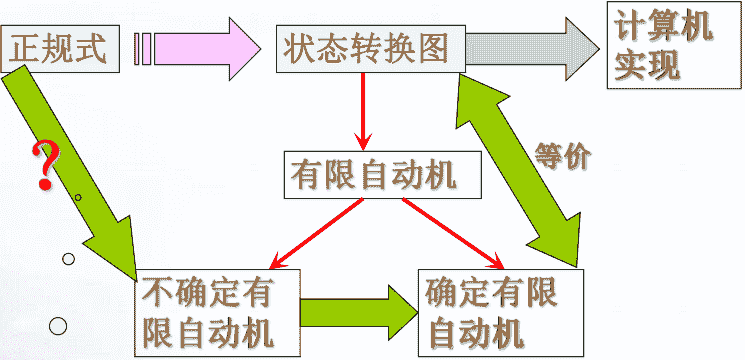 正规式
状态转换图
计算机
实现
?
等价
有限自动机
不确定有
限自动机
确定有限
自动机